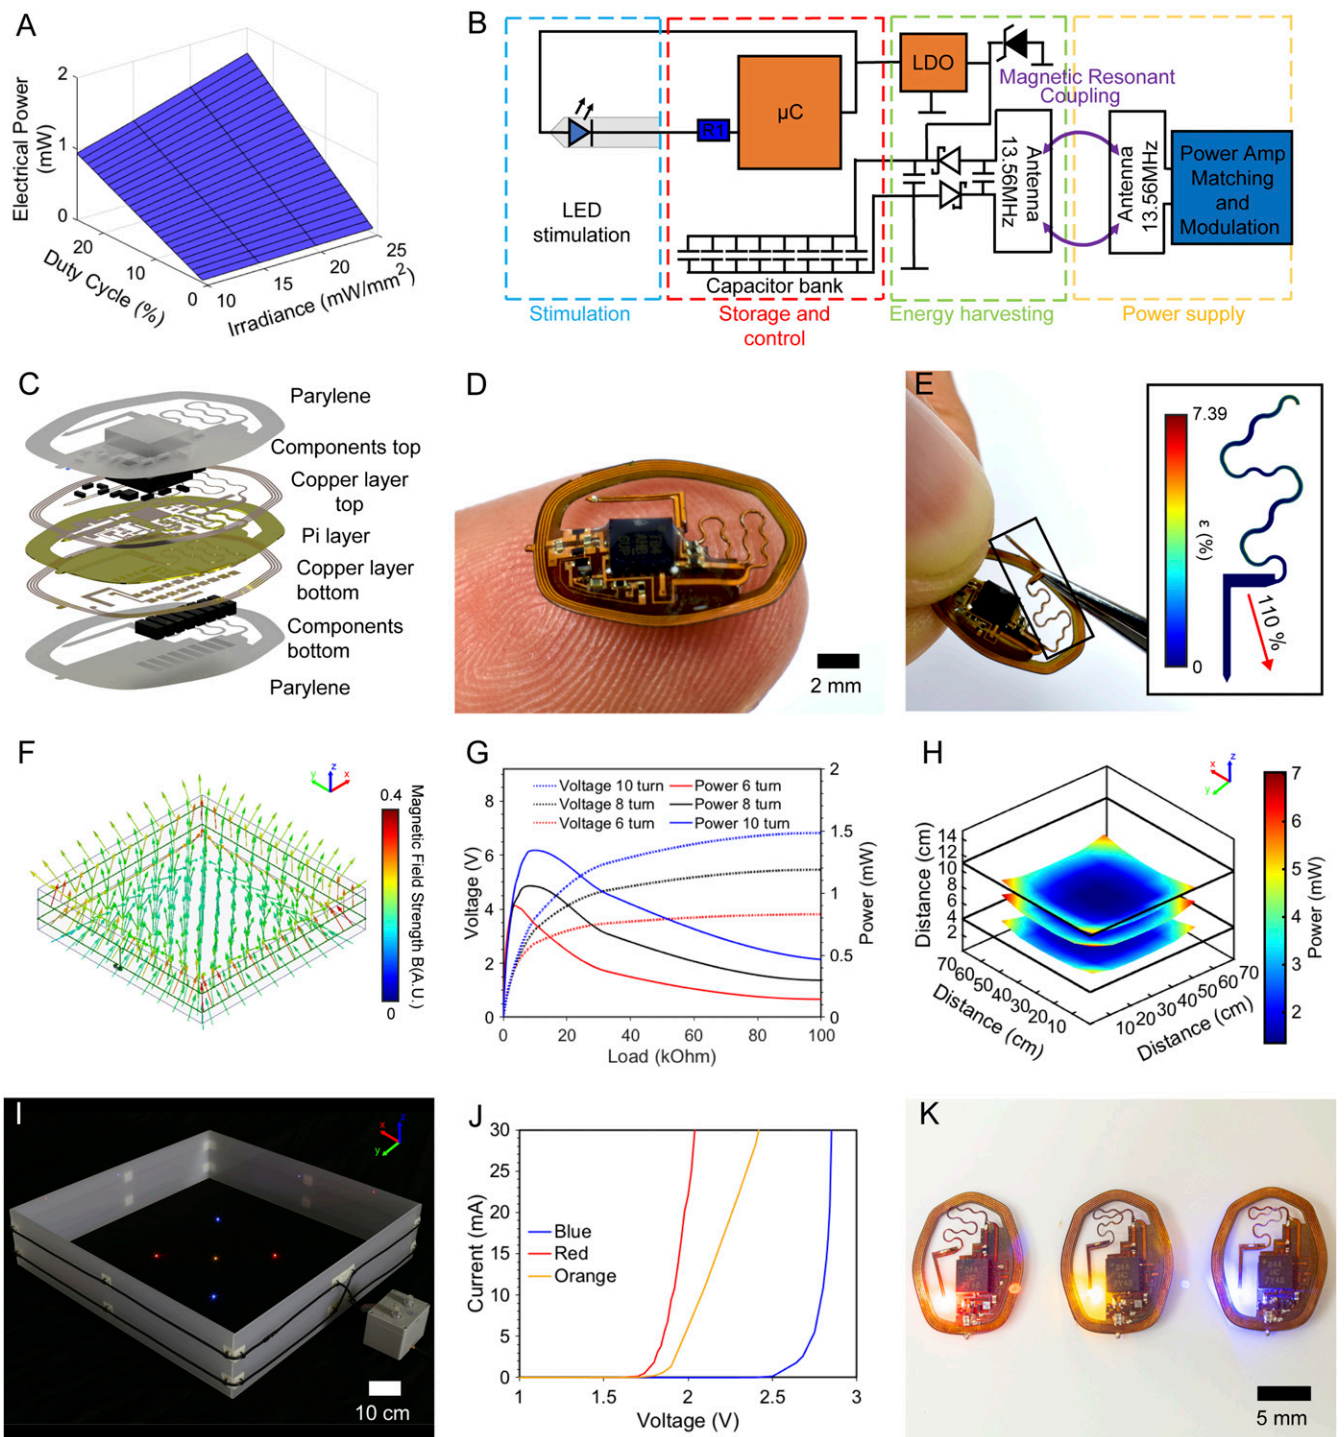 A
Electrical Power
(mW)
2
1
0
20
10
0
Duty Cycle (%)
10
15
20
25
Irradiance (mW/mm2)
B
LED
stimulation
Stimulation
R1
µC
Capacitor bank
Storage and
control
LDO
Magnetic Resonant
Coupling
Antenna
13.56MHz
Energy harvesting
Antenna
13.56MHz
Power Amp
Matching
and
Modulation
Power supply
C
Parylene
Components top
Copper layer
top
Pi layer
Copper layer
bottom
Components
bottom
Parylene
D
2 mm
E
7.39
ε (%)
0
110 %
F
y
z
x
0.4
0
Magnetic Field Strength B(A.U.)
G
Voltage 10 turn
Power 6 turn
Voltage 8 turn
Power 8 turn
Voltage 6 turn
Power 10 turn
Voltage (V)
8
6
4
2
0
2
1.5
1
0.5
0
Power (mW)
0
20
40
60
80
100
Load (kOhm)
H
x
z
y
Distance (cm)
14
12
10
8
6
4
2
70
60
50
40
30
20
10
Distance (cm)
10
20
30
40
50
60
70
Distance (cm)
7
6
5
4
3
2
Power (mW)
I
x
z
y
10 cm
J
Current (mA)
30
25
20
15
10
5
0
Blue
Red
Orange
1
1.5
2
2.5
3
Voltage (V)
K
5 mm